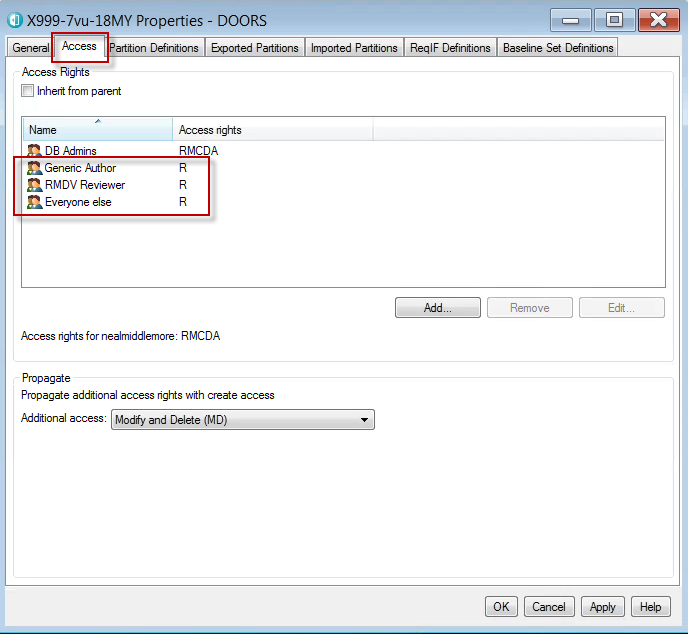 X999-7vu-18MY Properties - DOORS
General Access Partition Definitions Exported Partitions Imported Partitions ReqIF Definitions Baseline Set Definitions
Access Rights
Inherit from parent
Name Access rights
DB Admins RMCDA
Generic Author R
RMDV Reviewer R
Everyone else R
Add... Remove Edit...
Access rights for nealmiddlemore: RMCDA
Propagate
Propagate additional access rights with create access
Additional access: Modify and Delete (MD)
OK Cancel Apply Help